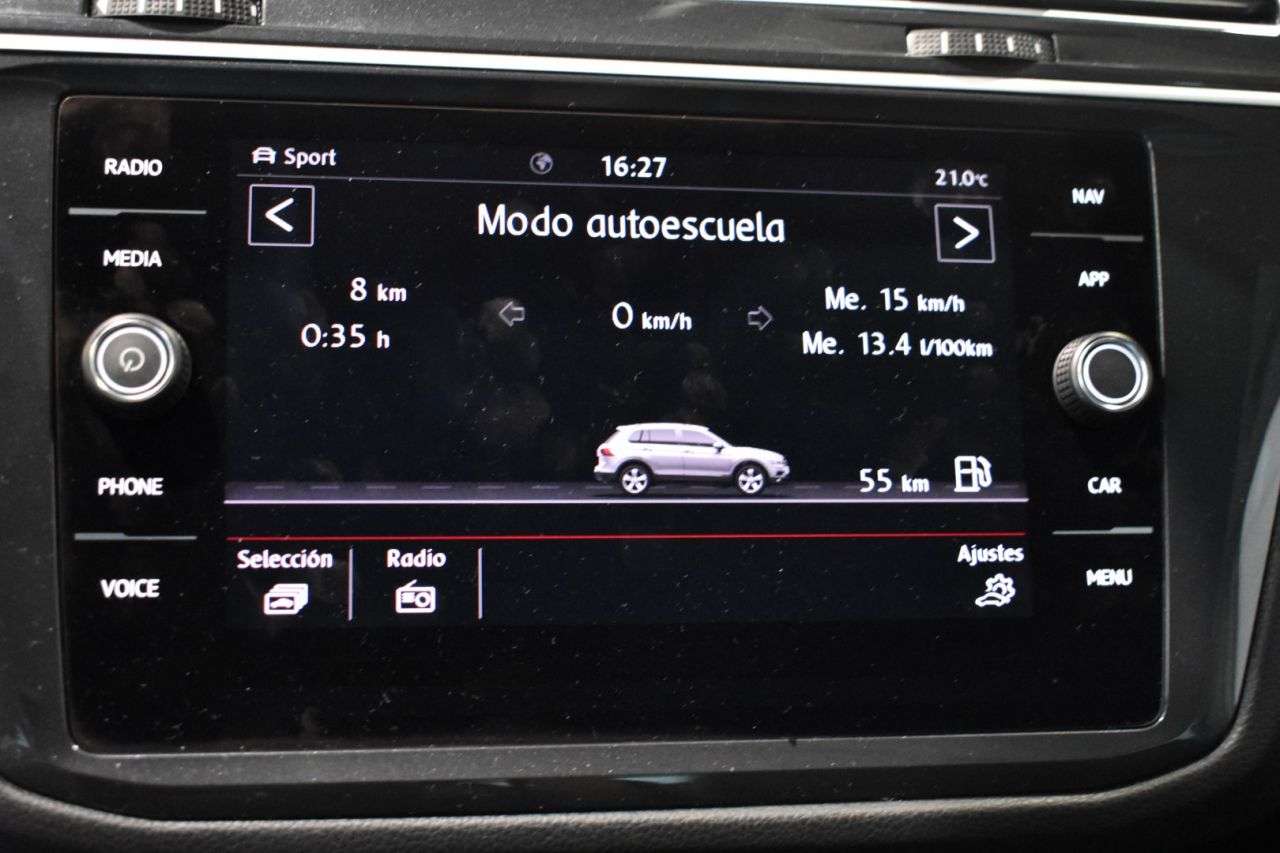 RADIO
MEDIA
PHONE
VOICE
Sport
16:27
21.0°C
<
Modo autoescuela
>
8 km
0:35 h
0 km/h
Me. 15 km/h
Me. 13.4 l/100km
55 km
Selección
Radio
Ajustes
NAV
APP
CAR
MENU